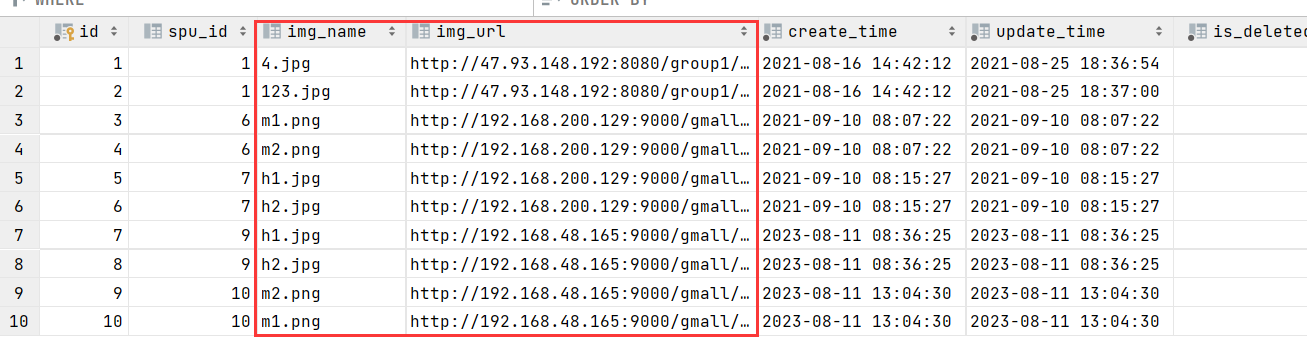 WHERE ORDER BY
id spu_id img_name img_url create_time update_time is_deleted
1 1 1 4.jpg http://47.93.148.192:8080/group1/… 2021-08-16 14:42:12 2021-08-25 18:36:54
2 2 1 123.jpg http://47.93.148.192:8080/group1/… 2021-08-16 14:42:12 2021-08-25 18:37:00
3 3 6 m1.png http://192.168.200.129:9000/gmall… 2021-09-10 08:07:22 2021-09-10 08:07:22
4 4 6 m2.png http://192.168.200.129:9000/gmall… 2021-09-10 08:07:22 2021-09-10 08:07:22
5 5 7 h1.jpg http://192.168.200.129:9000/gmall… 2021-09-10 08:15:27 2021-09-10 08:15:27
6 6 7 h2.jpg http://192.168.200.129:9000/gmall… 2021-09-10 08:15:27 2021-09-10 08:15:27
7 7 9 h1.jpg http://192.168.48.165:9000/gmall/… 2023-08-11 08:36:25 2023-08-11 08:36:25
8 8 9 h2.jpg http://192.168.48.165:9000/gmall/… 2023-08-11 08:36:25 2023-08-11 08:36:25
9 9 10 m2.png http://192.168.48.165:9000/gmall/… 2023-08-11 13:04:30 2023-08-11 13:04:30
10 10 10 m1.png http://192.168.48.165:9000/gmall/… 2023-08-11 13:04:30 2023-08-11 13:04:30